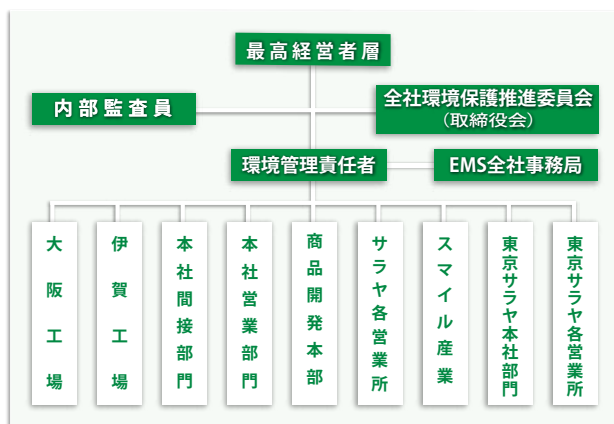 最高経営者層
内部監査員
全社環境保護推進委員会
（取締役会）
環境管理責任者
EMS全社事務局
大阪工場
伊賀工場
本社間接部門
本社営業部門
商品開発本部
サラヤ各営業所
スマイル産業
東京サラヤ本社部門
東京サラヤ各営業所